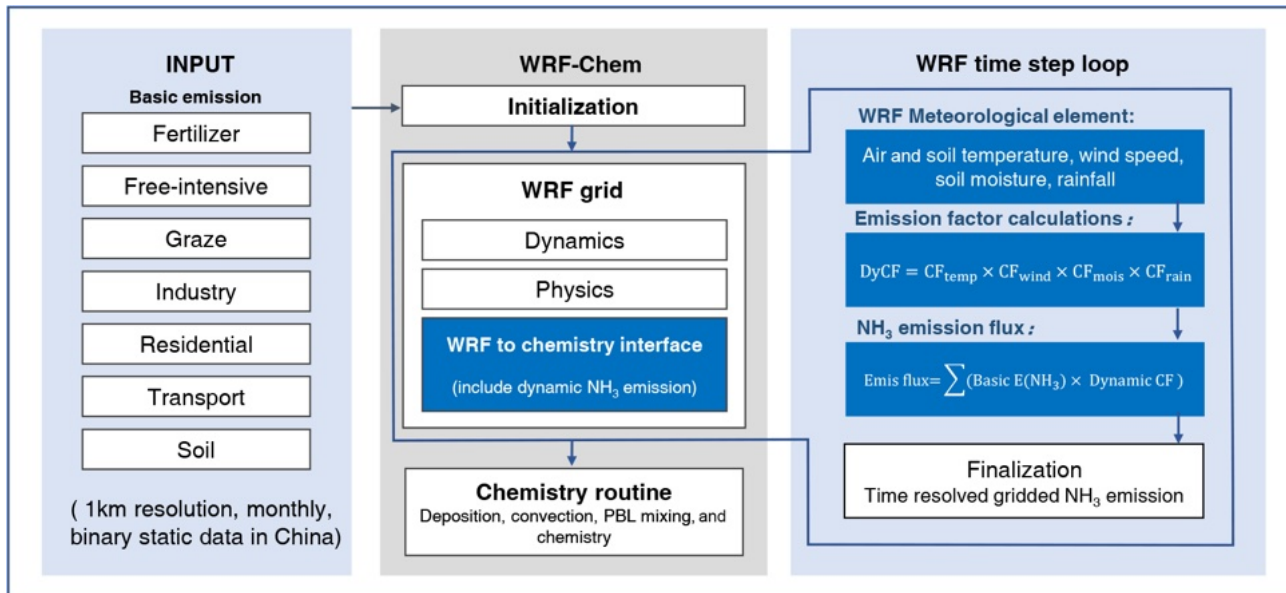 INPUT
Basic emission
Fertilizer
Free-intensive
Graze
Industry
Residential
Transport
Soil
( 1km resolution, monthly,
binary static data in China)
WRF-Chem
Initialization
WRF grid
Dynamics
Physics
WRF to chemistry interface
(include dynamic NH₃ emission)
Chemistry routine
Deposition, convection, PBL mixing, and
chemistry
WRF time step loop
WRF Meteorological element:
Air and soil temperature, wind speed,
soil moisture, rainfall
Emission factor calculations：
DyCF = CF_temp × CF_wind × CF_mois × CF_rain
NH₃ emission flux：
Emis flux= ∑(Basic E(NH₃) × Dynamic CF )
Finalization
Time resolved gridded NH₃ emission